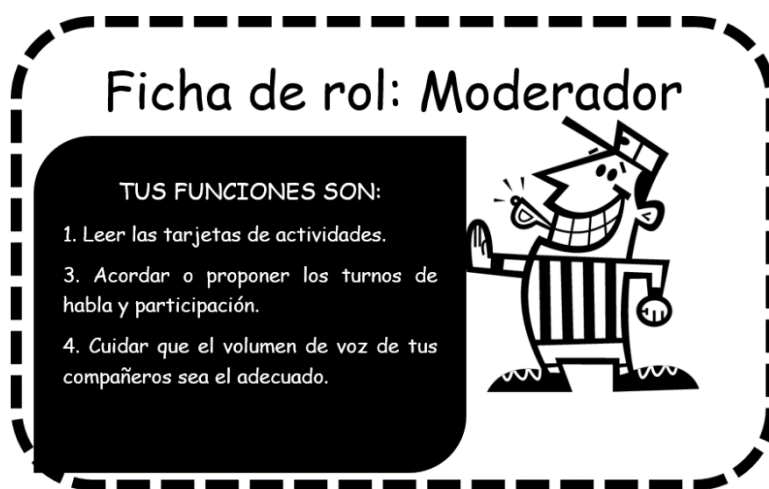 Ficha de rol: Moderador
TUS FUNCIONES SON:
1. Leer las tarjetas de actividades.
3. Acordar o proponer los turnos de
habla y participación.
4. Cuidar que el volumen de voz de tus
compañeros sea el adecuado.